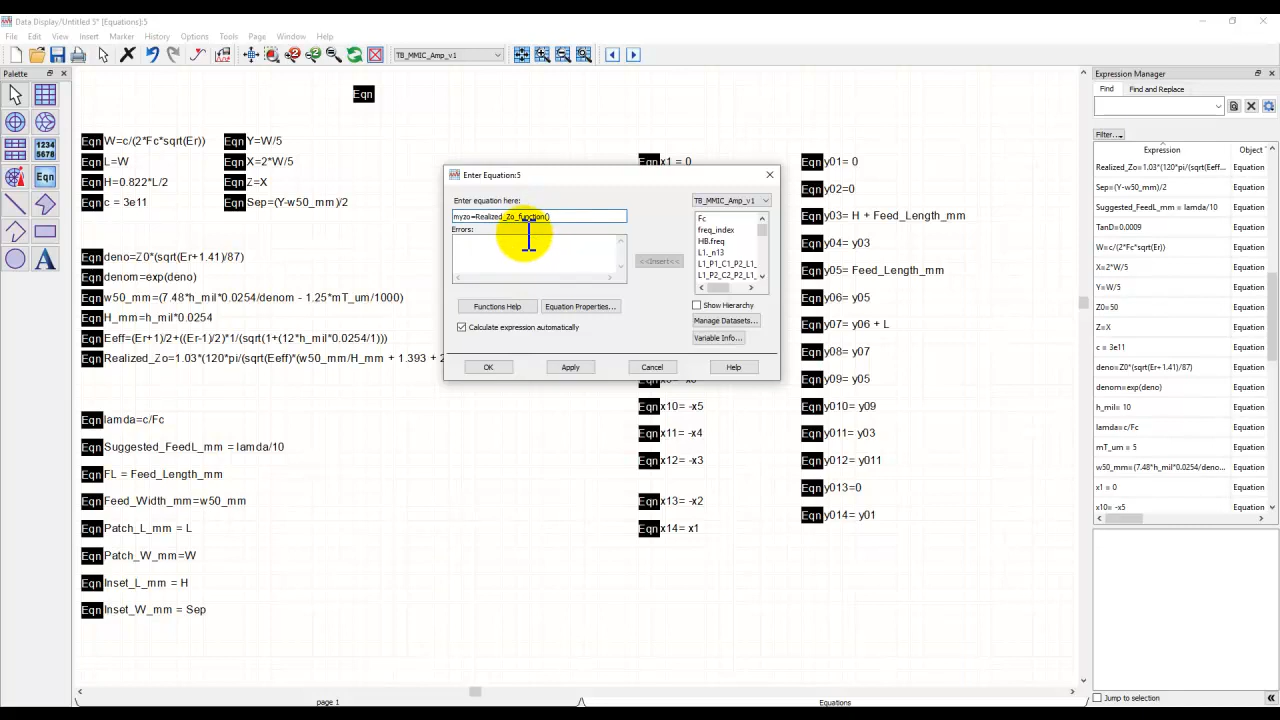 Data Display/Untitled 5* [Equations]:5
File Edit View Insert Marker History Options Tools Page Window Help
TB_MMIC_Amp_v1
Palette
1234
5678
Eqn
Eqn
Eqn W=c/(2*Fc*sqrt(Er)) Eqn Y=W/5
Eqn L=W Eqn X=2*W/5
Eqn H=0.822*L/2 Eqn Z=X
Eqn c = 3e11 Eqn Sep=(Y-w50_mm)/2
Eqn deno=Z0*(sqrt(Er+1.41)/87)
Eqn denom=exp(deno)
Eqn w50_mm=(7.48*h_mil*0.0254/denom - 1.25*mT_um/1000)
Eqn H_mm=h_mil*0.0254
Eqn Eeff=(Er+1)/2+((Er-1)/2)*1/(sqrt(1+(12*h_mil*0.0254/1)))
Eqn Realized_Zo=1.03*(120*pi/(sqrt(Eeff)*(w50_mm/H_mm + 1.393 + 2
Eqn lamda=c/Fc
Eqn Suggested_FeedL_mm = lamda/10
Eqn FL = Feed_Length_mm
Eqn Feed_Width_mm=w50_mm
Eqn Patch_L_mm = L
Eqn Patch_W_mm=W
Eqn Inset_L_mm = H
Eqn Inset_W_mm = Sep
Enter Equation:5
Enter equation here:
myzo=Realized_Zo_function()
Errors:
TB_MMIC_Amp_v1
Fc
freq_index
HB.freq
L1._n13
L1_P1_C1_P2_L1_
L1_P2_C2_P2_L1_
<<Insert<<
Show Hierarchy
Functions Help Equation Properties... Manage Datasets...
Calculate expression automatically Variable Info...
OK Apply Cancel Help
Eqn x1 = 0
Eqn x10= -x5
Eqn x11= -x4
Eqn x12= -x3
Eqn x13= -x2
Eqn x14= x1
Eqn y01= 0
Eqn y02=0
Eqn y03= H + Feed_Length_mm
Eqn y04= y03
Eqn y05= Feed_Length_mm
Eqn y06= y05
Eqn y07= y06 + L
Eqn y08= y07
Eqn y09= y05
Eqn y010= y09
Eqn y011= y03
Eqn y012= y011
Eqn y013=0
Eqn y014= y01
Expression Manager
Find Find and Replace
Filter...
Expression Object
Realized_Zo=1.03*(120*pi/(sqrt(Eeff... Equation
Sep=(Y-w50_mm)/2 Equation
Suggested_FeedL_mm = lamda/10 Equation
TanD=0.0009 Equation
W=c/(2*Fc*sqrt(Er)) Equation
X=2*W/5 Equation
Y=W/5 Equation
Z0=50 Equation
Z=X Equation
c = 3e11 Equation
deno=Z0*(sqrt(Er+1.41)/87) Equation
denom=exp(deno) Equation
h_mil= 10 Equation
lamda=c/Fc Equation
mT_um = 5 Equation
w50_mm=(7.48*h_mil*0.0254/deno... Equation
x1 = 0 Equation
x10= -x5 Equation
Jump to selection
page 1 Equations